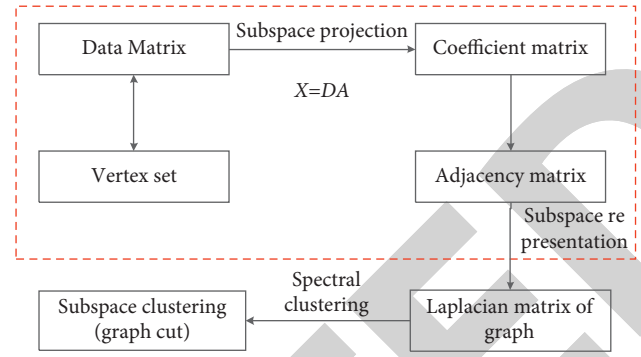 Data Matrix
Subspace projection
Coefficient matrix
X=DA
Vertex set
Adjacency matrix
Subspace re
presentation
Spectral
clustering
Subspace clustering
(graph cut)
Laplacian matrix of
graph